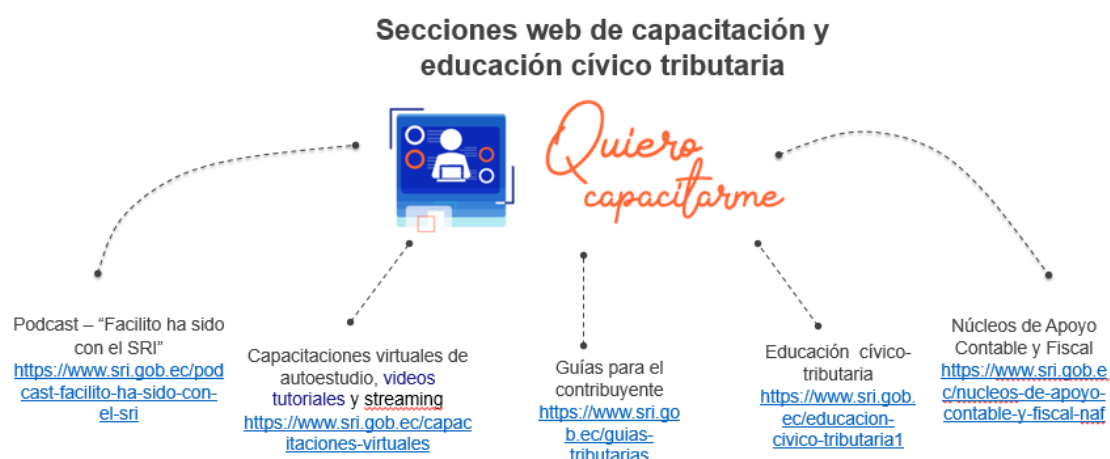 Secciones web de capacitación y
educación cívico tributaria
Quiero
capacitarme
Podcast – “Facilito ha sido
con el SRI”
https://www.sri.gob.ec/pod
cast-facilito-ha-sido-con-
el-sri
Capacitaciones virtuales de
autoestudio, videos
tutoriales y streaming
https://www.sri.gob.ec/capac
itaciones-virtuales
Guías para el
contribuyente
https://www.sri.go
b.ec/guias-
tributarias
Educación cívico-
tributaria
https://www.sri.gob.
ec/educacion-
civico-tributaria1
Núcleos de Apoyo
Contable y Fiscal
https://www.sri.gob.e
c/nucleos-de-apoyo-
contable-y-fiscal-naf